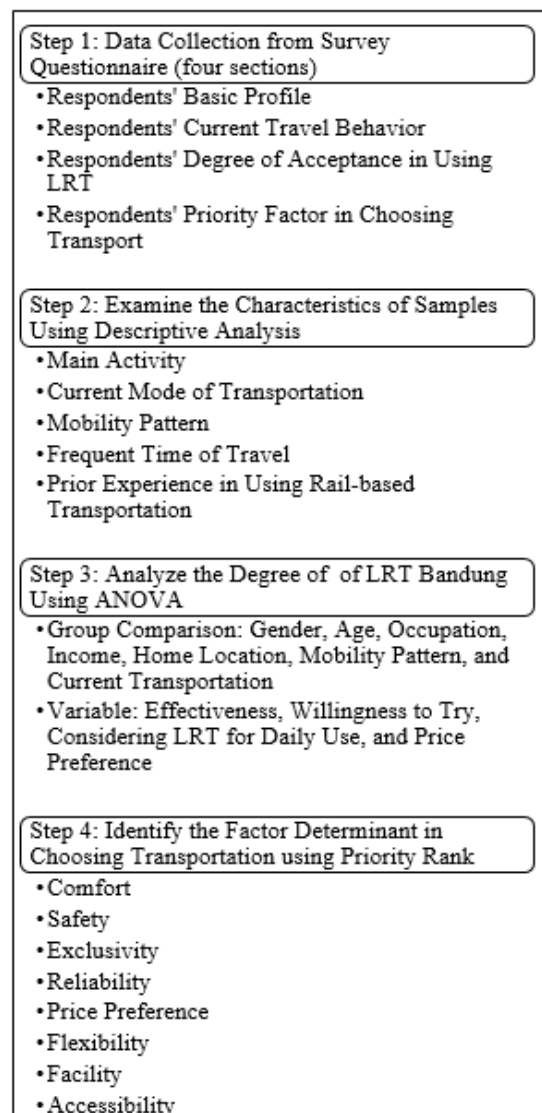 Step 1: Data Collection from Survey
Questionnaire (four sections)
•Respondents' Basic Profile
•Respondents' Current Travel Behavior
•Respondents' Degree of Acceptance in Using
LRT
•Respondents' Priority Factor in Choosing
Transport
Step 2: Examine the Characteristics of Samples
Using Descriptive Analysis
•Main Activity
•Current Mode of Transportation
•Mobility Pattern
•Frequent Time of Travel
•Prior Experience in Using Rail-based
Transportation
Step 3: Analyze the Degree of of LRT Bandung
Using ANOVA
•Group Comparison: Gender, Age, Occupation,
Income, Home Location, Mobility Pattern, and
Current Transportation
•Variable: Effectiveness, Willingness to Try,
Considering LRT for Daily Use, and Price
Preference
Step 4: Identify the Factor Determinant in
Choosing Transportation using Priority Rank
•Comfort
•Safety
•Exclusivity
•Reliability
•Price Preference
•Flexibility
•Facility
•Accessibility